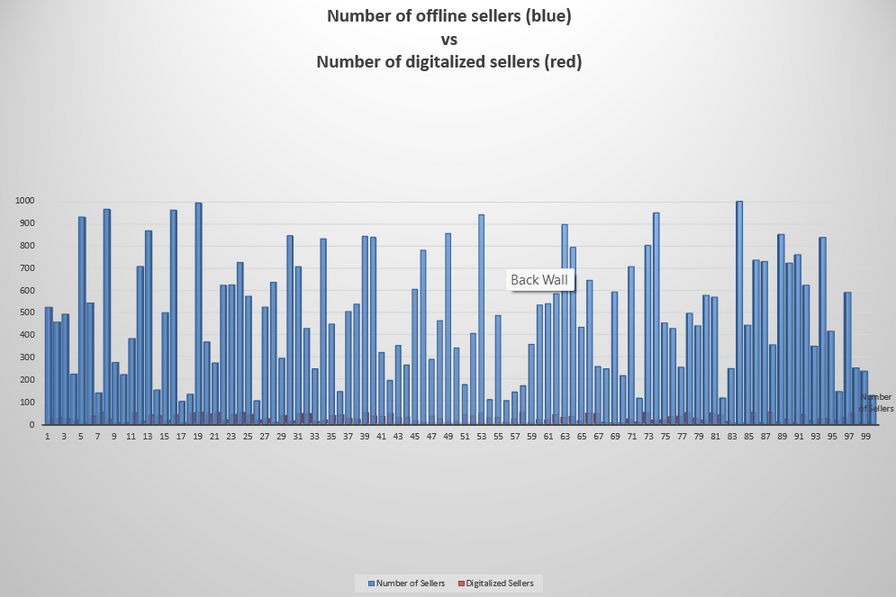 Number of offline sellers (blue)
vs
Number of digitalized sellers (red)
1000
900
800
700
600
500
400
300
200
100
0
Back Wall
Number
of Sellers
1 3 5 7 9 11 13 15 17 19 21 23 25 27 29 31 33 35 37 39 41 43 45 47 49 51 53 55 57 59 61 63 65 67 69 71 73 75 77 79 81 83 85 87 89 91 93 95 97 99
Number of Sellers Digitalized Sellers